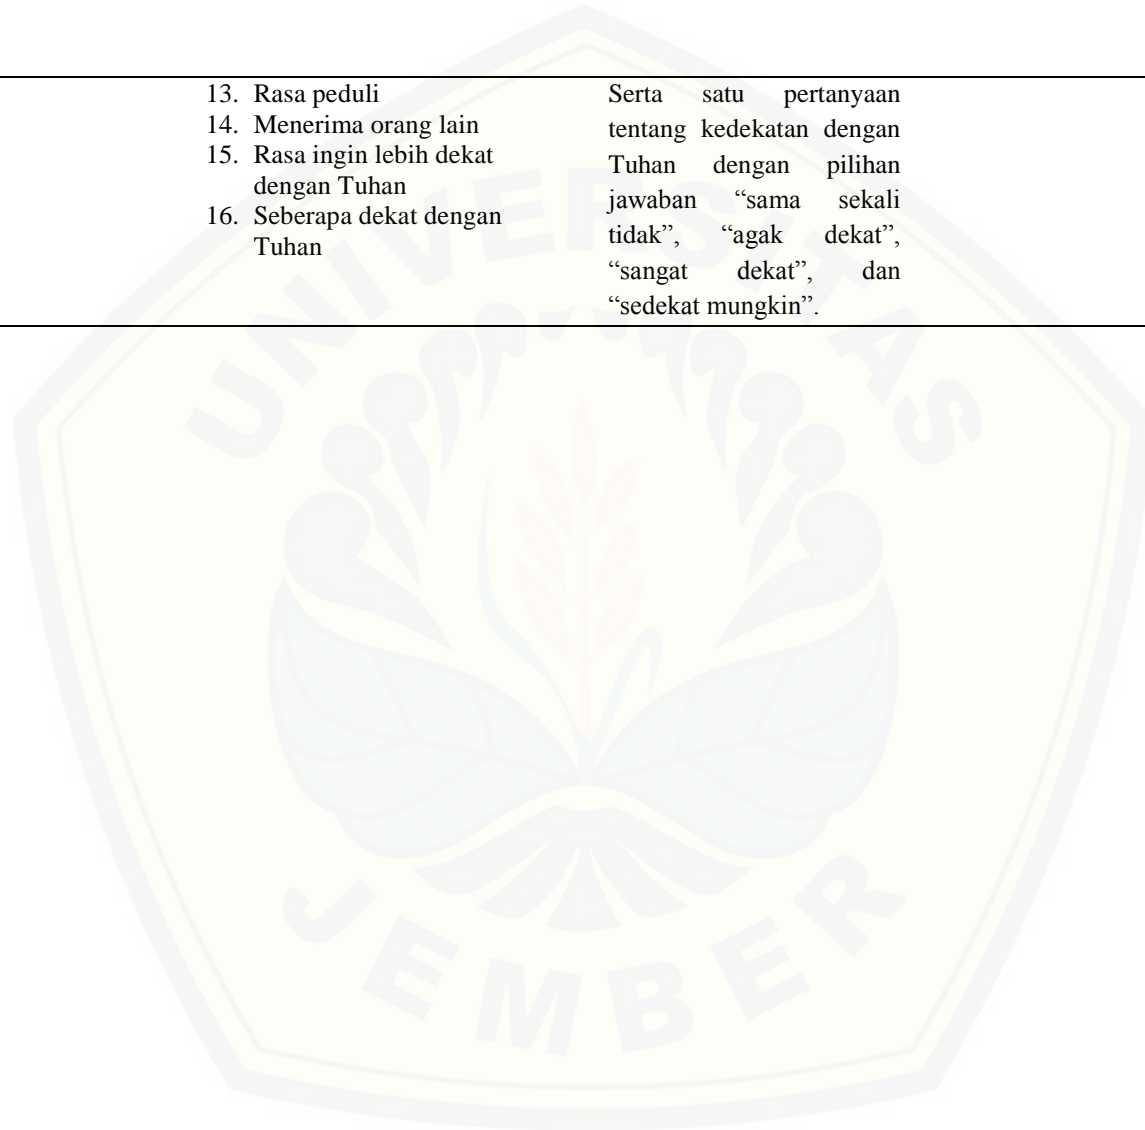 13. Rasa peduli
14. Menerima orang lain
15. Rasa ingin lebih dekat
dengan Tuhan
16. Seberapa dekat dengan
Tuhan
Serta satu pertanyaan
tentang kedekatan dengan
Tuhan dengan pilihan
jawaban “sama sekali
tidak”, “agak dekat”,
“sangat dekat”, dan
“sedekat mungkin”.
UNIVERSITAS
JEMBER